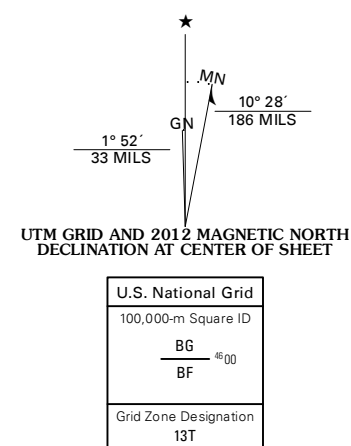 ★
MN
10° 28´
186 MILS
GN
1° 52´
33 MILS
UTM GRID AND 2012 MAGNETIC NORTH
DECLINATION AT CENTER OF SHEET
U.S. National Grid
100,000-m Square ID
BG
4600
BF
Grid Zone Designation
13T